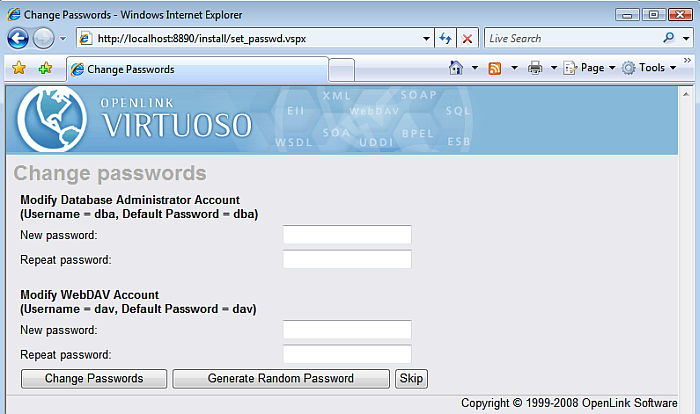 Change Passwords - Windows Internet Explorer
http://localhost:8890/install/set_passwd.vspx
Live Search
Change Passwords
Page
Tools
OPENLINK
VIRTUOSO
XML
SOAP
EII
WebDAV
SQL
SOA
BPEL
WSDL
UDDI
ESB
Change passwords
Modify Database Administrator Account
(Username = dba, Default Password = dba)
New password:
Repeat password:
Modify WebDAV Account
(Username = dav, Default Password = dav)
New password:
Repeat password:
Change Passwords
Generate Random Password
Skip
Copyright © 1999-2008 OpenLink Software